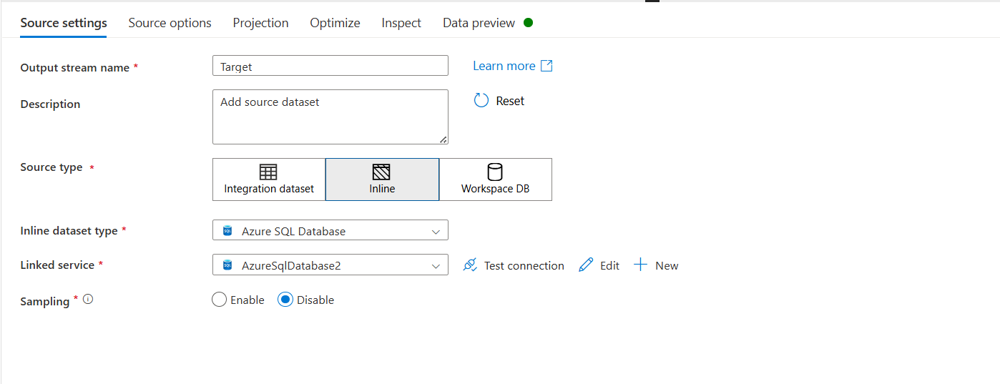 Source settings Source options Projection Optimize Inspect Data preview
Output stream name * Target Learn more
Description Add source dataset Reset
Source type * Integration dataset Inline Workspace DB
Inline dataset type * SQL Azure SQL Database
Linked service * SQL AzureSqlDatabase2 Test connection Edit New
Sampling * Enable Disable